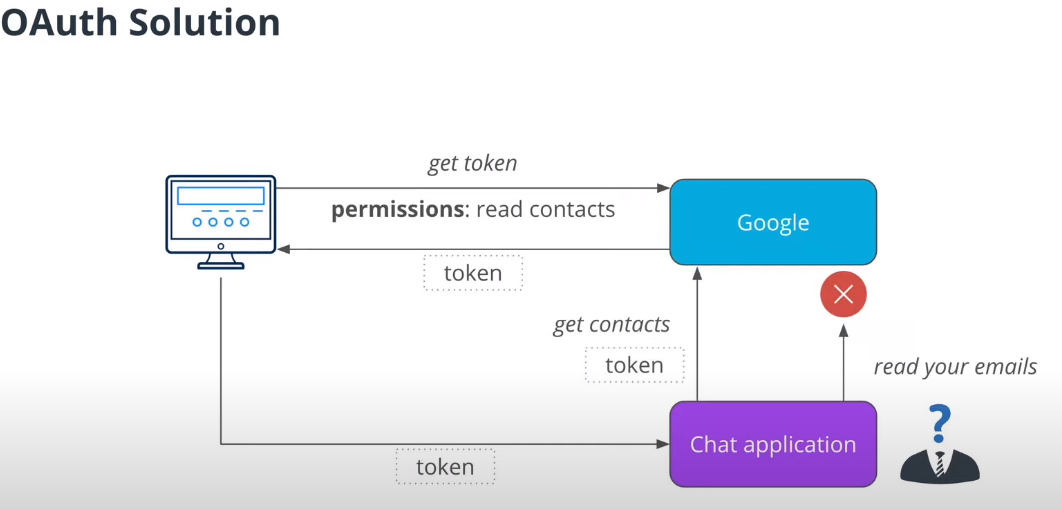 OAuth Solution
get token
permissions: read contacts
Google
token
get contacts
token
read your emails
?
Chat application
token